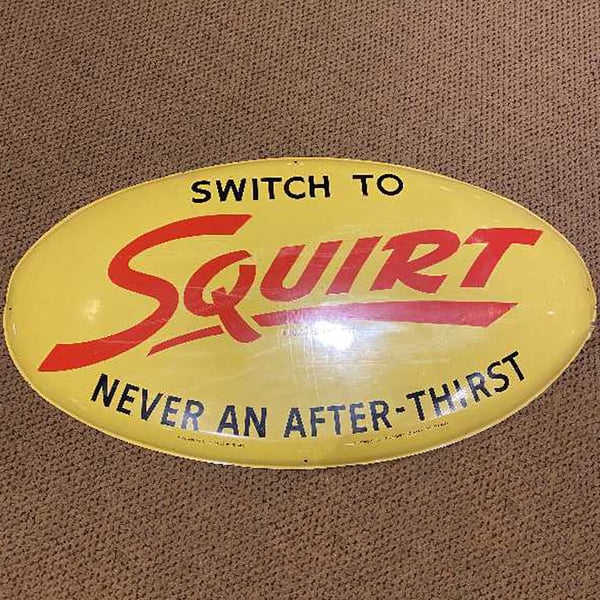 SWITCH TO
SQUIRT
NEVER AN AFTER-THIRST